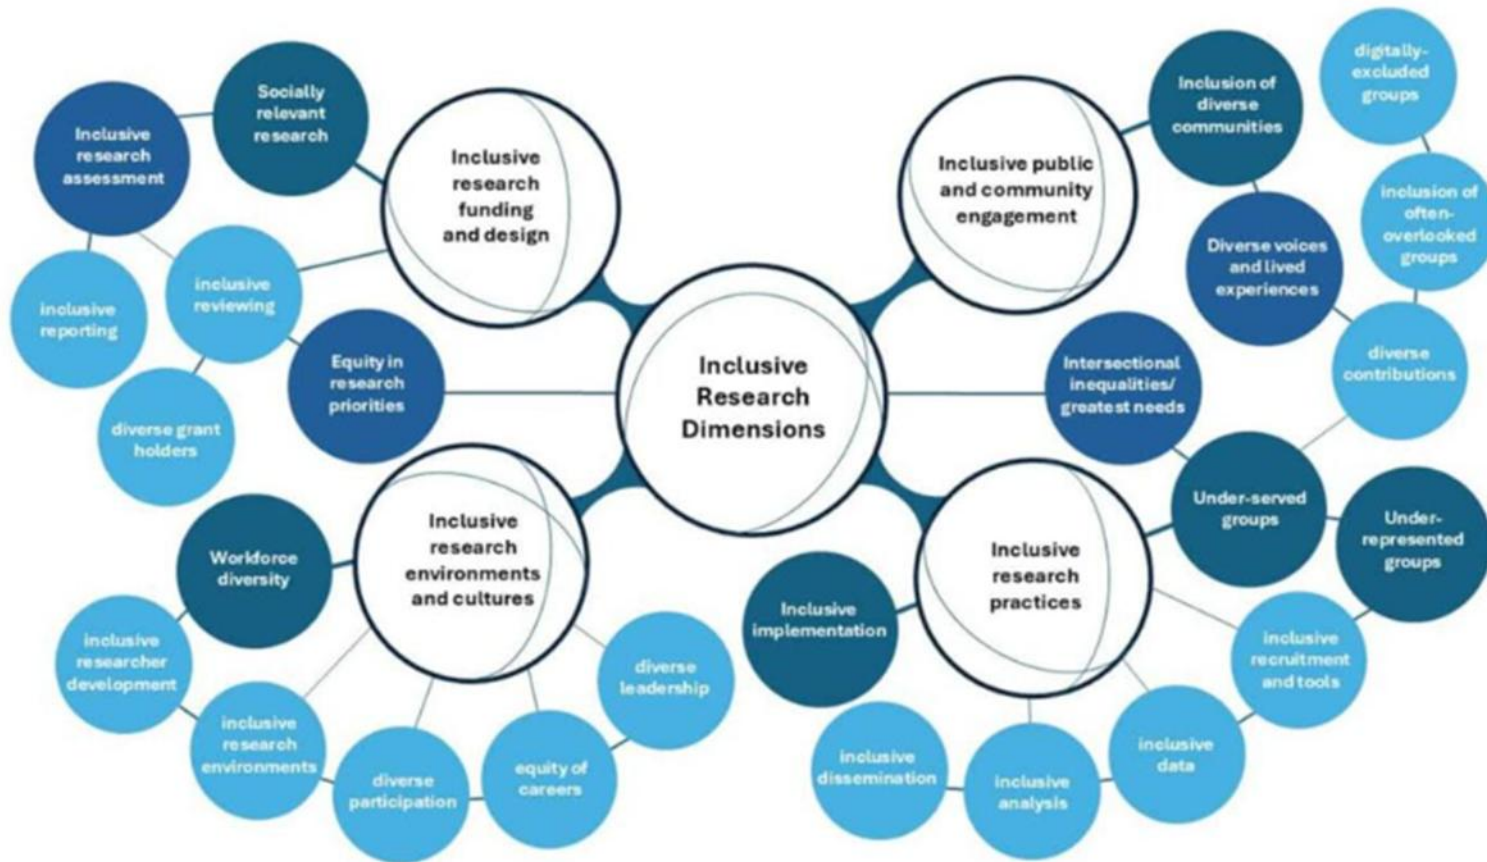 Inclusive
research
assessment
Socially
relevant
research
Inclusive
research
funding
and design
inclusive
reporting
inclusive
reviewing
diverse grant
holders
Equity in
research
priorities
Inclusive
Research
Dimensions
Inclusive public
and community
engagement
Inclusion of
diverse
communities
digitally-
excluded
groups
inclusion of
often-
overlooked
groups
Diverse voices
and lived
experiences
diverse
contributions
Intersectional
inequalities/
greatest needs
Under-served
groups
Under-
represented
groups
Inclusive
research
practices
Inclusive
implementation
inclusive
recruitment
and tools
inclusive
data
inclusive
analysis
inclusive
dissemination
Inclusive
research
environments
and cultures
Workforce
diversity
inclusive
researcher
development
inclusive
research
environments
diverse
participation
equity of
careers
diverse
leadership